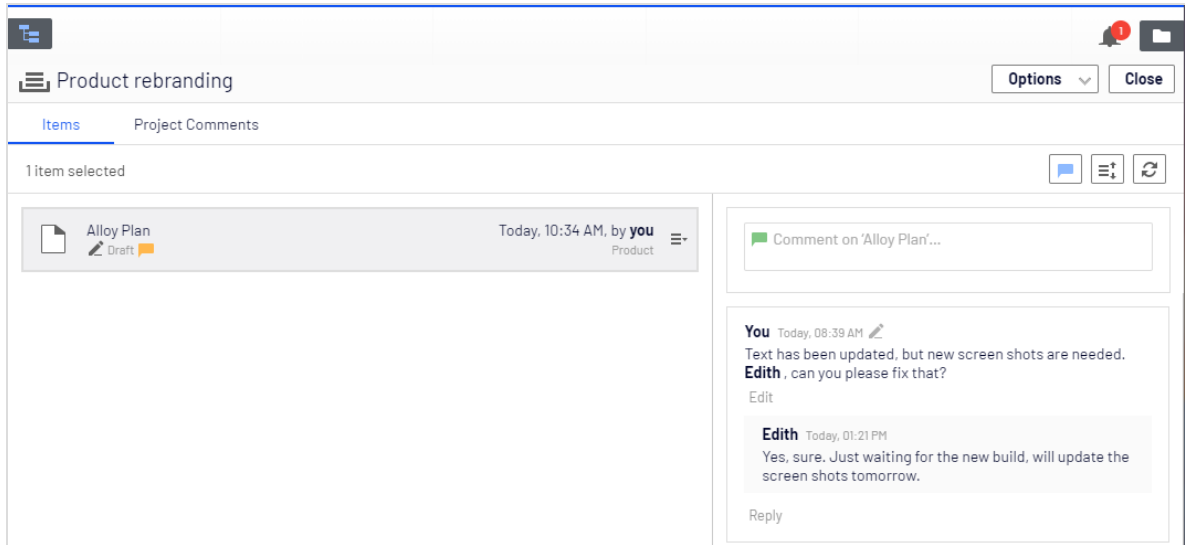 1
Product rebranding
Options
Close
Items
Project Comments
1 item selected
Alloy Plan
Today, 10:34 AM, by you
Draft
Product
Comment on 'Alloy Plan'...
You Today, 08:39 AM
Text has been updated, but new screen shots are needed.
Edith , can you please fix that?
Edit
Edith Today, 01:21 PM
Yes, sure. Just waiting for the new build, will update the
screen shots tomorrow.
Reply